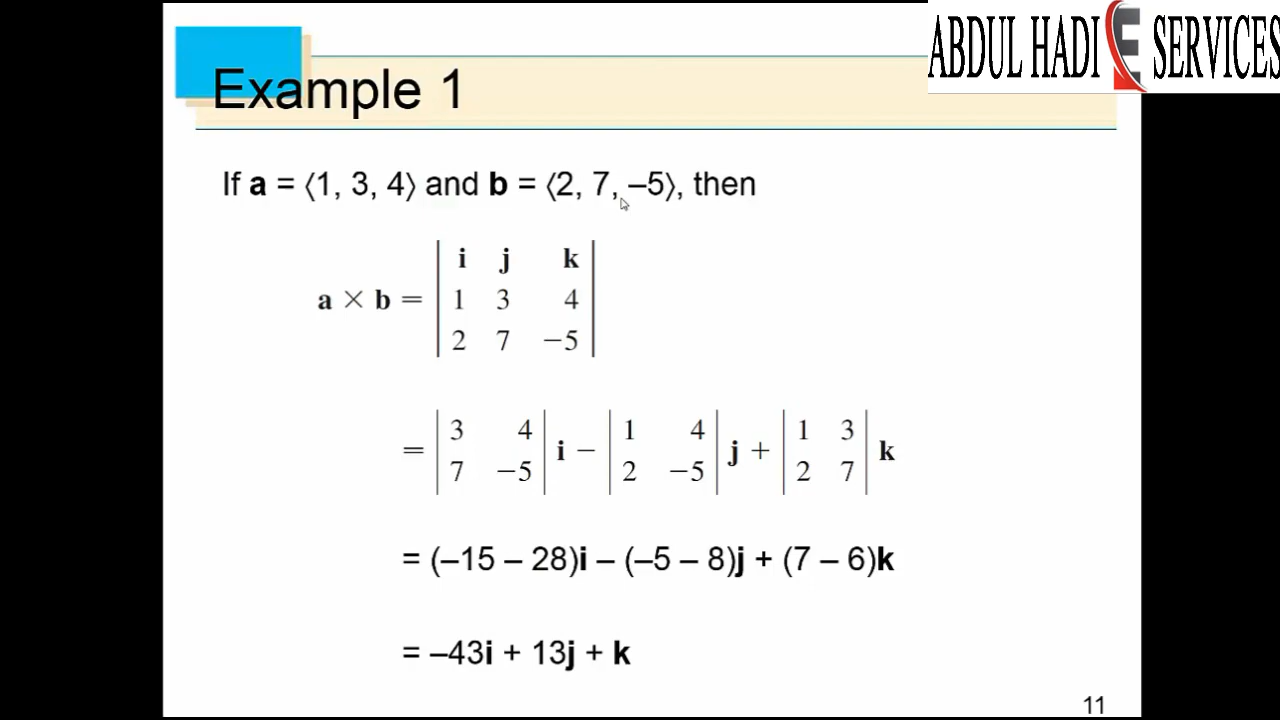 ABDUL HADI E SERVICES
Example 1
If a = ⟨1, 3, 4⟩ and b = ⟨2, 7, –5⟩, then
| i j k |
a × b = | 1 3 4 |
| 2 7 −5 |
| 3 4 | | 1 4 | | 1 3 |
= i − j + k
| 7 −5 | | 2 −5 | | 2 7 |
= (–15 – 28)i – (–5 – 8)j + (7 – 6)k
= –43i + 13j + k
11